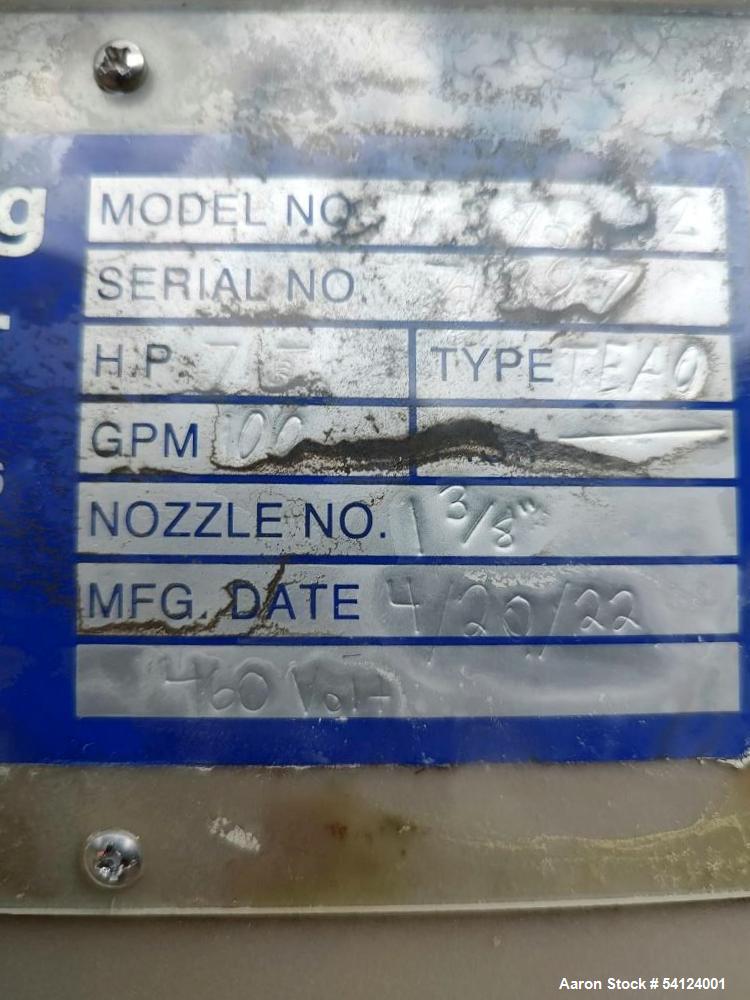 g
MODEL NO.
SERIAL NO.
H.P. 75 TYPE
GPM 100
NOZZLE NO. 1 3/8"
MFG. DATE 4/20/22
460 Volt
Aaron Stock # 54124001